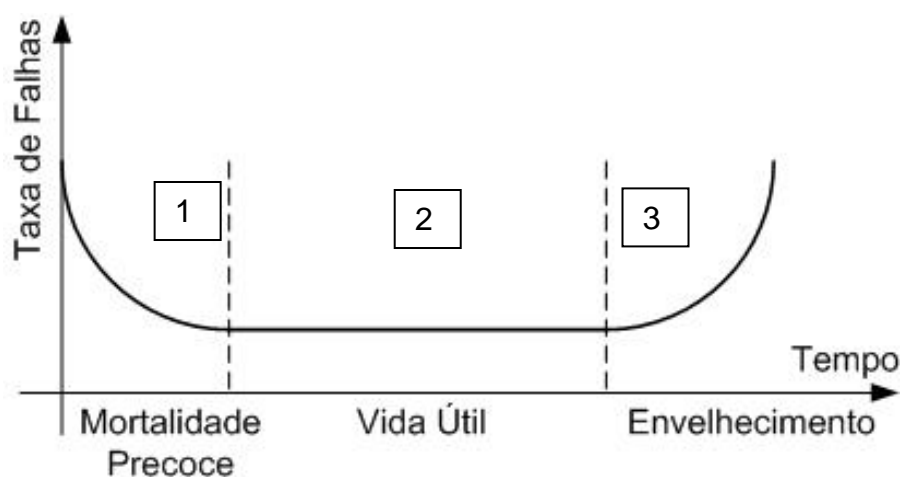 Taxa de Falhas
1
2
3
Tempo
Mortalidade
Precoce
Vida Útil
Envelhecimento